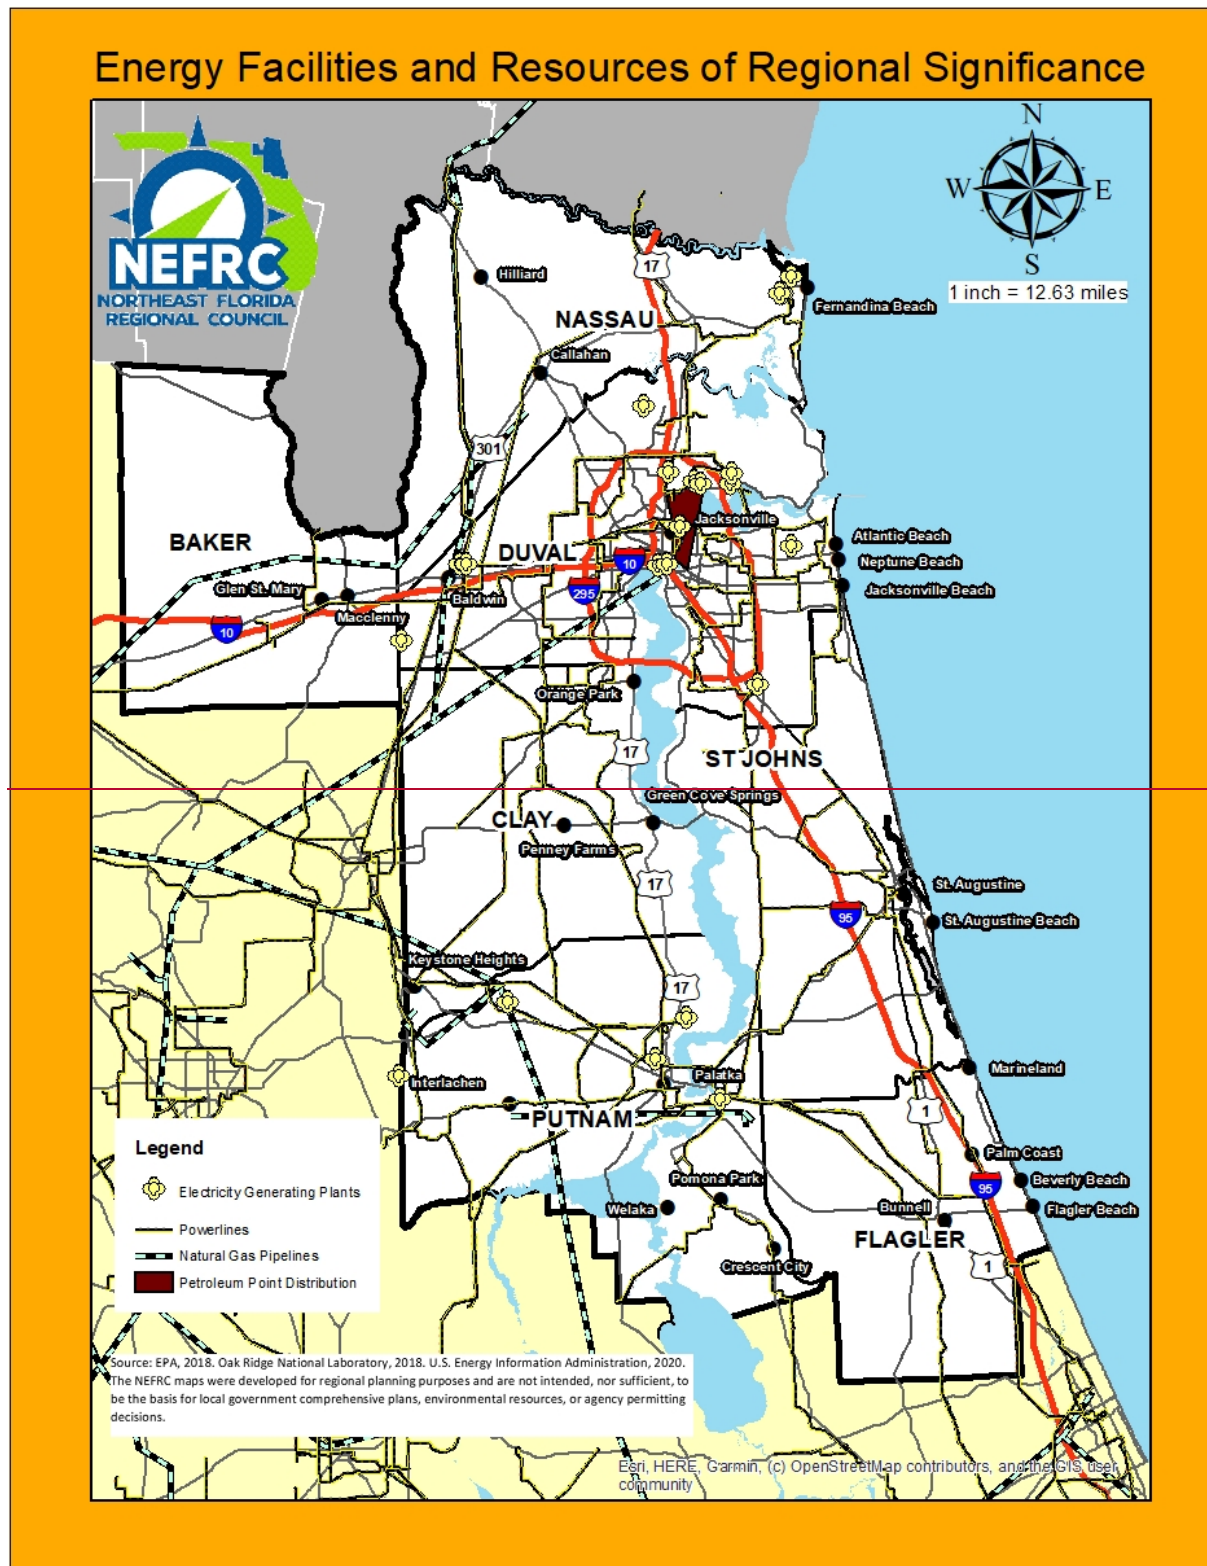 Energy Facilities and Resources of Regional Significance
N
W
E
S
1 inch = 12.63 miles
NEFRC
NORTHEAST FLORIDA
REGIONAL COUNCIL
17
Hilliard
Fernandina Beach
NASSAU
Callahan
301
Jacksonville
BAKER
DUVAL
Atlantic Beach
10
Neptune Beach
Glen St. Mary
295
Jacksonville Beach
Baldwin
Macclenny
10
Orange Park
17
ST JOHNS
Green Cove Springs
CLAY
Penney Farms
17
St. Augustine
95
St. Augustine Beach
Keystone Heights
17
Marineland
Palatka
Interlachen
1
PUTNAM
Palm Coast
Pomona Park
Beverly Beach
95
Welaka
Bunnell
Flagler Beach
FLAGLER
Crescent City
1
Legend
Electricity Generating Plants
Powerlines
Natural Gas Pipelines
Petroleum Point Distribution
Source: EPA, 2018. Oak Ridge National Laboratory, 2018. U.S. Energy Information Administration, 2020.
The NEFRC maps were developed for regional planning purposes and are not intended, nor sufficient, to
be the basis for local government comprehensive plans, environmental resources, or agency permitting
decisions.
Esri, HERE, Garmin, (c) OpenStreetMap contributors, and the GIS user
community